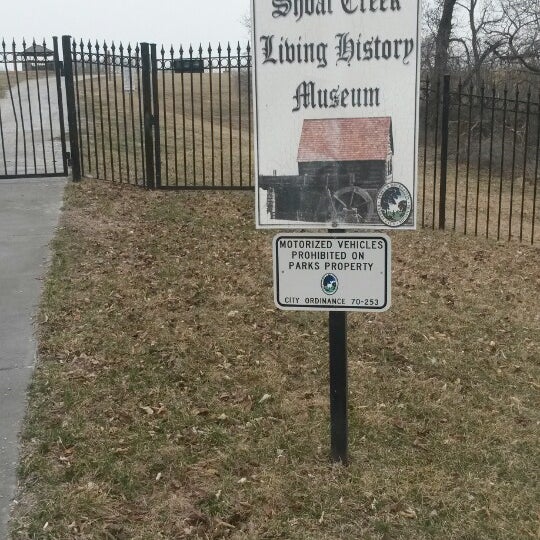 Shoal Creek
Living History
Museum
MOTORIZED VEHICLES
PROHIBITED ON
PARKS PROPERTY
CITY ORDINANCE 70-253